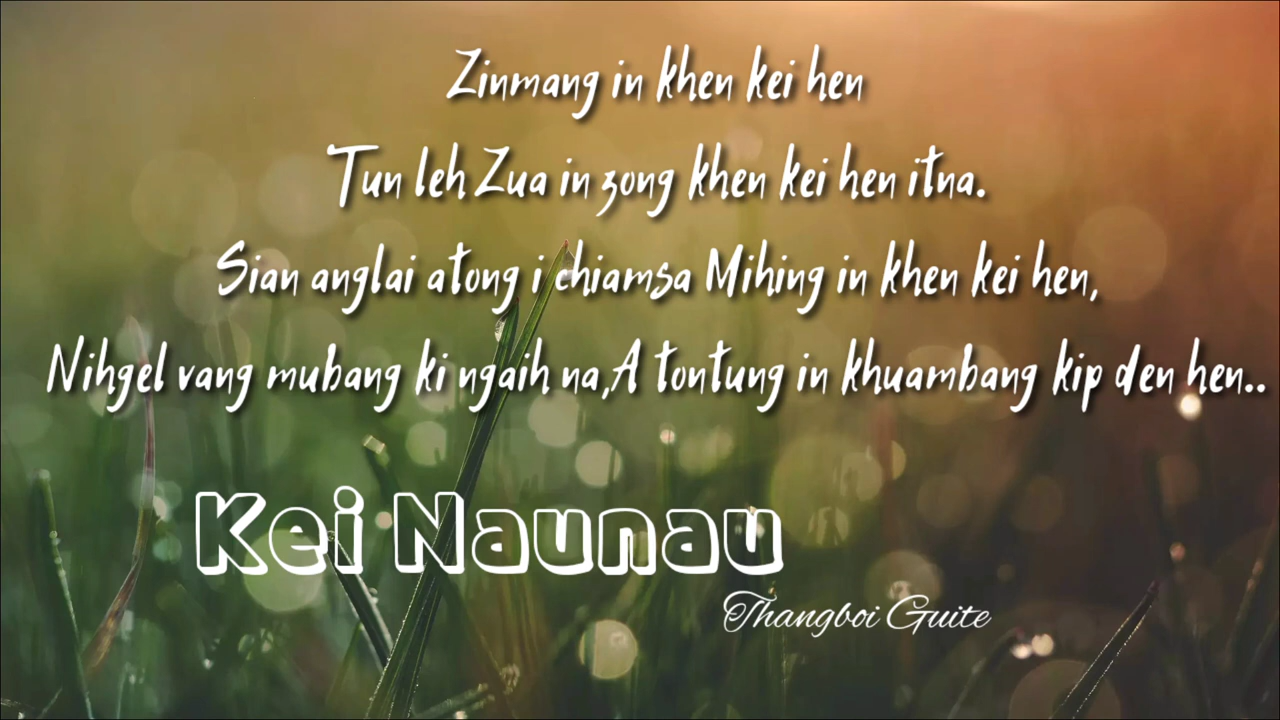 Zinmang in khen kei hen
Tun leh Zua in zong khen kei hen itna.
Sian anglai atong i chiamsa Mihing in khen kei hen,
Nihgel vang mubang ki ngaih na,A tontung in khuambang kip den hen..
Kei Naunau
Thangboi Guite